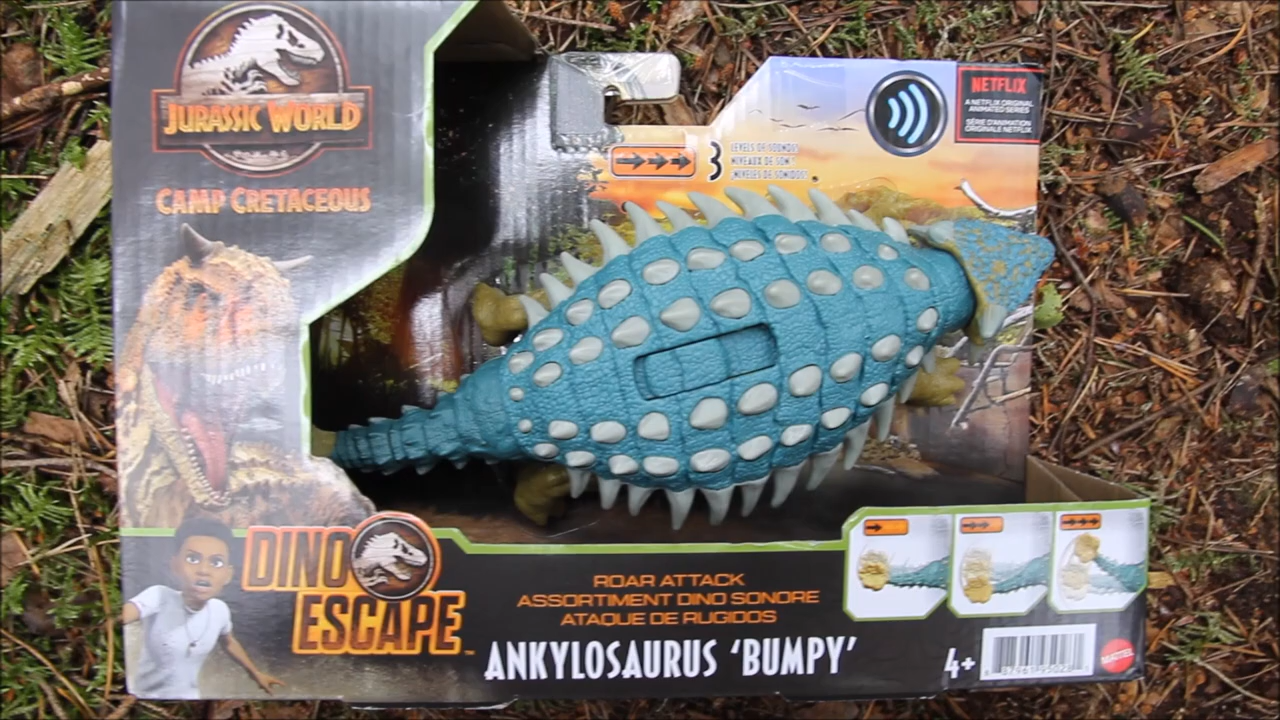 JURASSIC WORLD
CAMP CRETACEOUS
3 LEVELS OF SOUNDS!
NIVEAUX DE SON!
¡NIVELES DE SONIDOS!
NETFLIX
A NETFLIX ORIGINAL
ANIMATED SERIES
SÉRIE D'ANIMATION
ORIGINALE NETFLIX
DINO
ESCAPE™
ROAR ATTACK
ASSORTIMENT DINO SONORE
ATAQUE DE RUGIDOS
ANKYLOSAURUS 'BUMPY'
4+
MATTEL